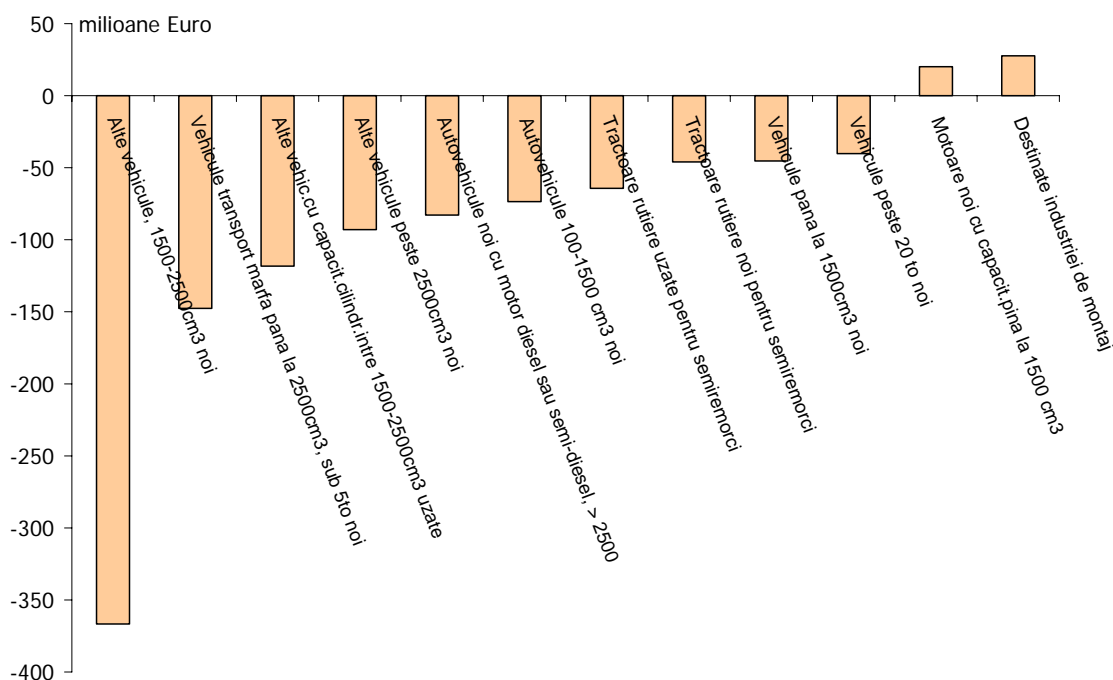 milioane Euro
50
0
-50
-100
-150
-200
-250
-300
-350
-400
Alte vehicule, 1500-2500cm3 noi
Vehicule transport marfa pana la 2500cm3, sub 5to noi
Alte vehic.cu capacit.cilindr.intre 1500-2500cm3 uzate
Alte vehicule peste 2500cm3 noi
Autovehicule noi cu motor diesel sau semi-diesel, > 2500
Autovehicule 100-1500 cm3 noi
Tractoare rutiere uzate pentru semiremorci
Tractoare rutiere noi pentru semiremorci
Vehicule pana la 1500cm3 noi
Vehicule peste 20 to noi
Motoare noi cu capacit.pina la 1500 cm3
Destinate industriei de montaj